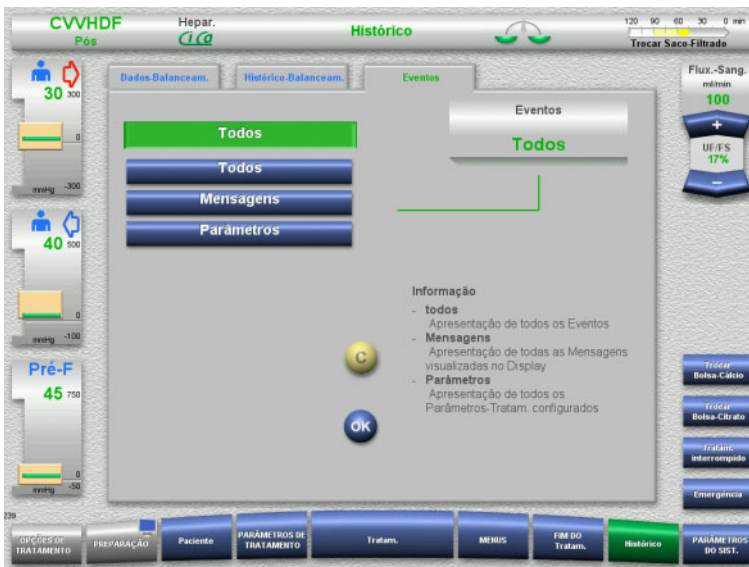 CVVHDF
Pós
Hepar.
CiCa
Histórico
120 90 60 30 0 min
Trocar Saco-Filtrado
30 300
0
mmHg -300
40 500
0
mmHg -100
Pré-F
45 750
0
mmHg -50
Dados-Balanceam.
Histórico-Balanceam.
Eventos
Todos
Todos
Mensagens
Parâmetros
Eventos
Todos
Informação
- todos
Apresentação de todos os Eventos
- Mensagens
Apresentação de todas as Mensagens
visualizadas no Display
- Parâmetros
Apresentação de todos os
Parâmetros-Tratam. configurados
C
OK
Flux.-Sang.
ml/min
100
+
UF/FS
17%
−
Trocar
Bolsa-Cálcio
Trocar
Bolsa-Citrato
Tratam.
interrompido
Emergência
239
OPÇÕES DE
TRATAMENTO
PREPARAÇÃO
Paciente
PARÂMETROS DE
TRATAMENTO
Tratam.
MENUS
FIM DO
Tratam.
Histórico
PARÂMETROS
DO SIST.